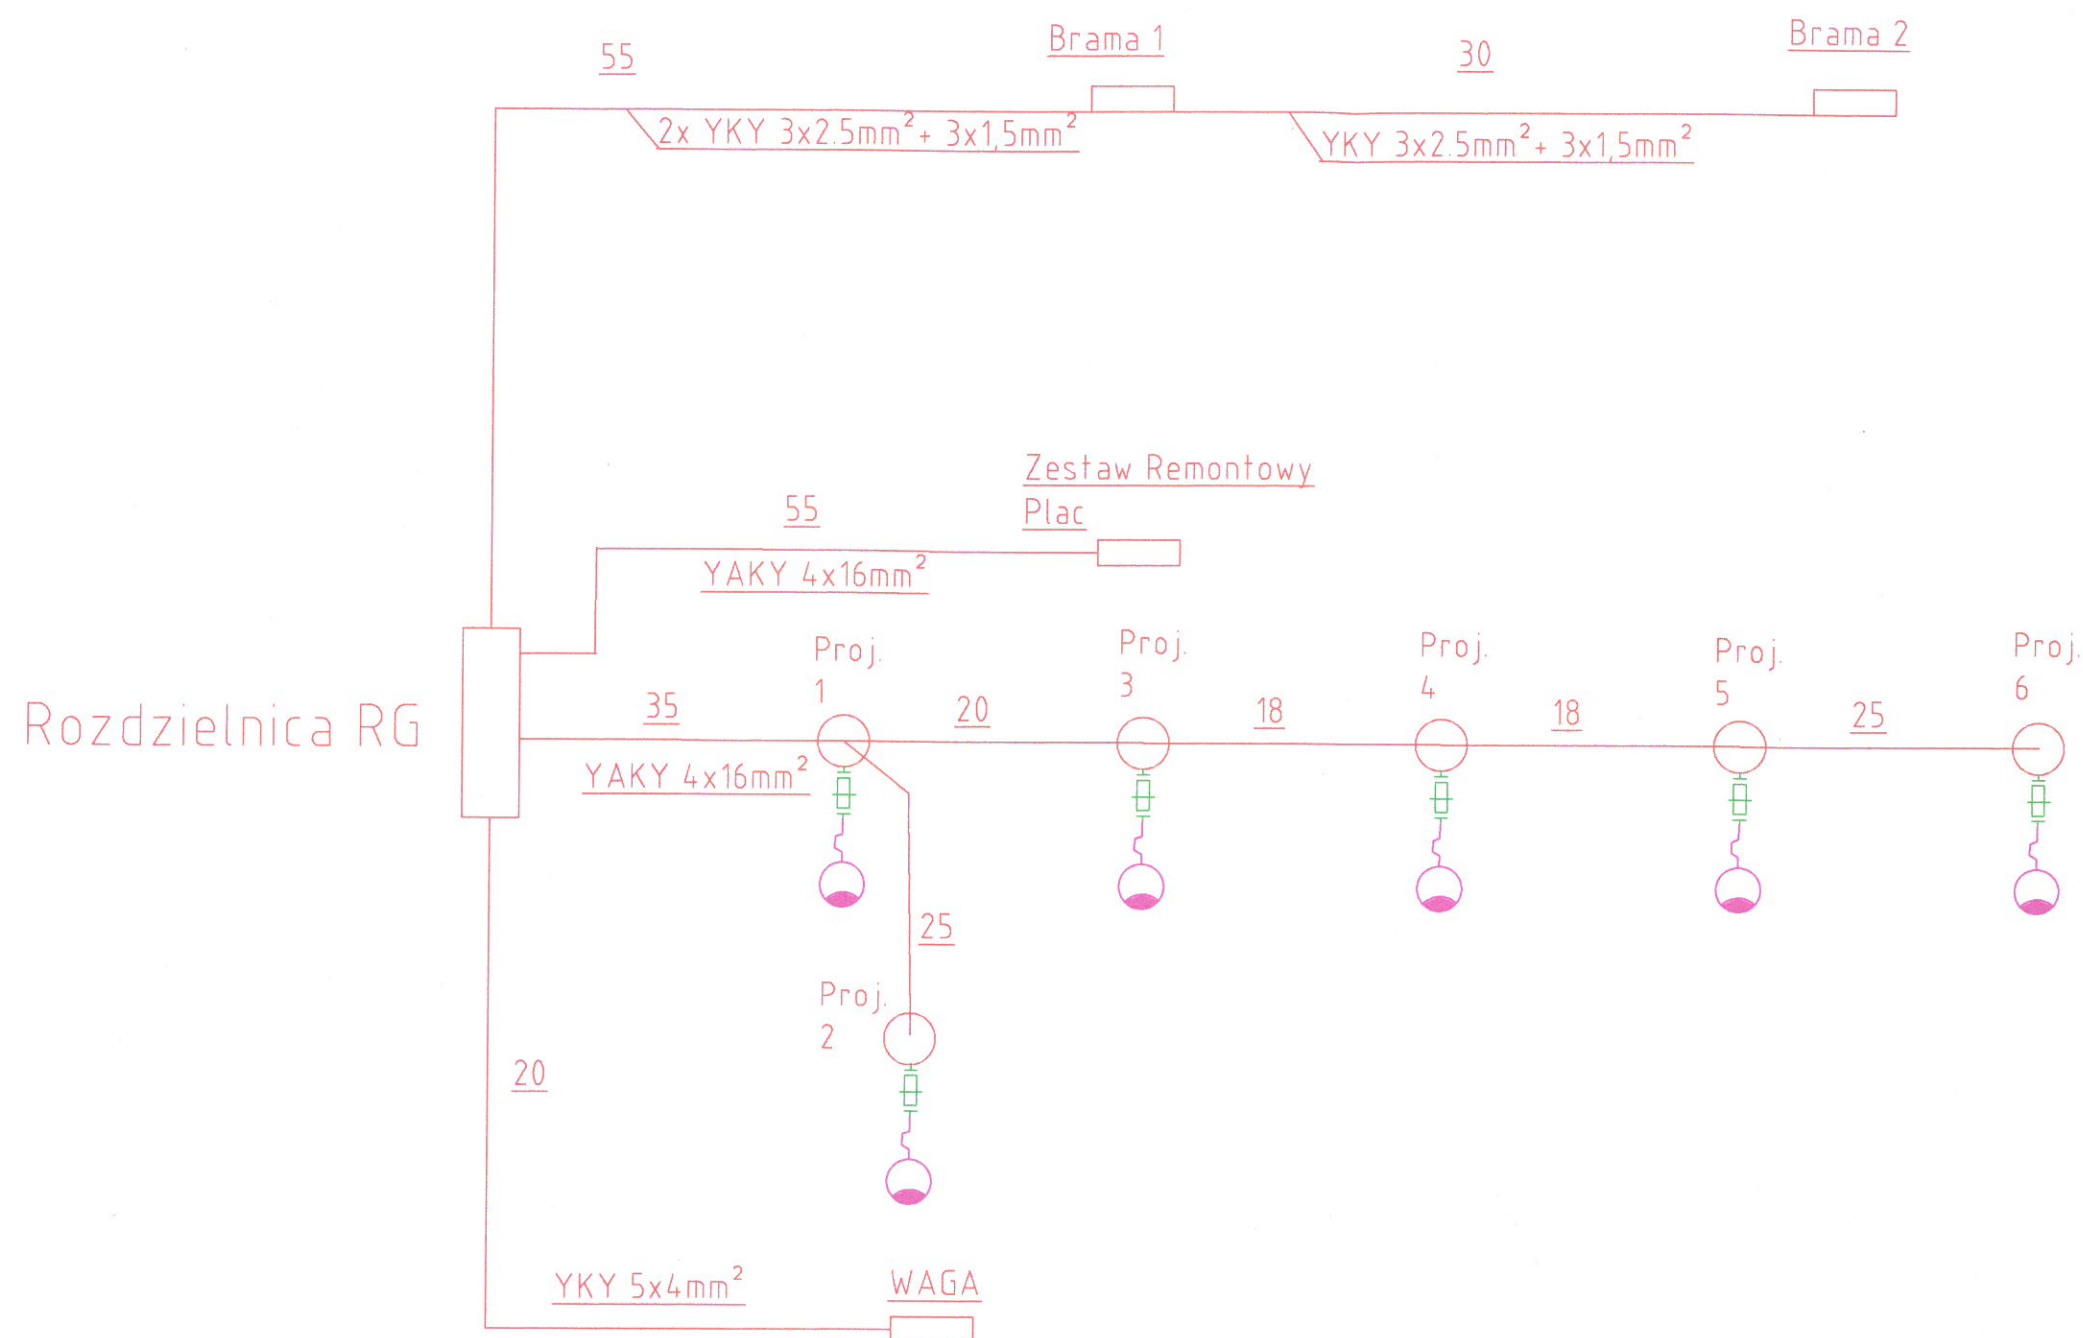 55
Brama 1
30
Brama 2
2x YKY 3x2.5mm²+ 3x1,5mm²
YKY 3x2.5mm²+ 3x1,5mm²
Zestaw Remontowy
Plac
55
YAKY 4x16mm²
Rozdzielnica RG
35
YAKY 4x16mm²
Proj.
1
20
Proj.
3
18
Proj.
4
18
Proj.
5
25
Proj.
6
25
Proj.
2
20
YKY 5x4mm²
WAGA